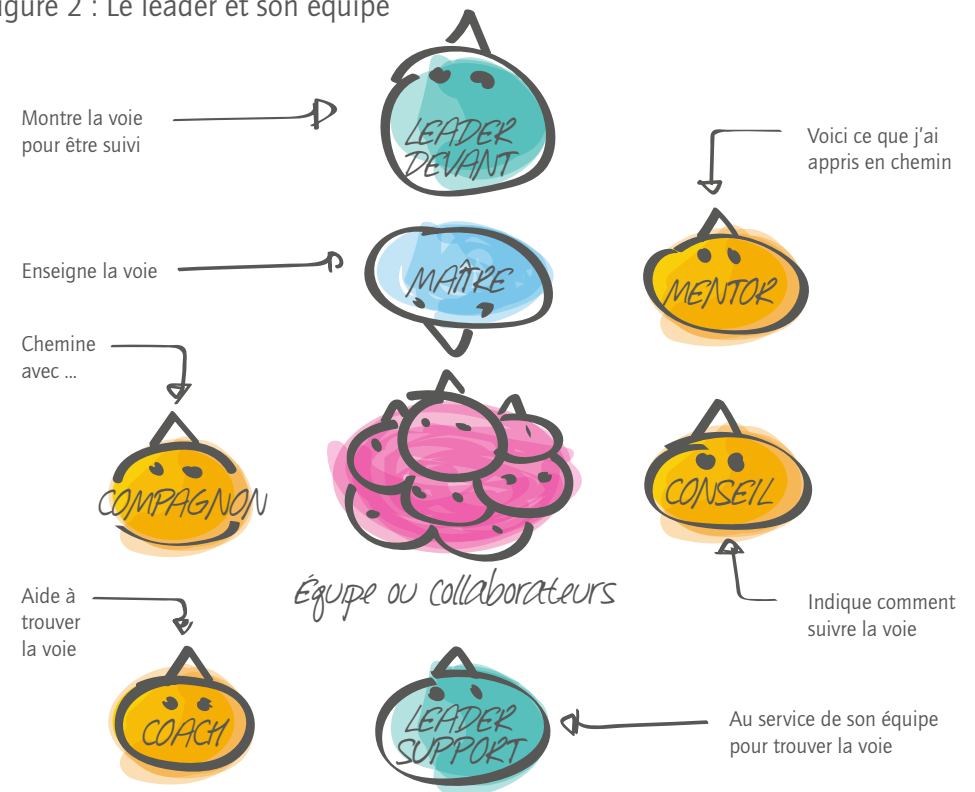 igure 2 : Le leader et son équipe
Montre la voie
pour être suivi
LEADER
DEVANT
Voici ce que j'ai
appris en chemin
Enseigne la voie
MAÎTRE
MENTOR
Chemine
avec ...
COMPAGNON
CONSEIL
Équipe ou collaborateurs
Aide à
trouver
la voie
Indique comment
suivre la voie
COACH
LEADER
SUPPORT
Au service de son équipe
pour trouver la voie